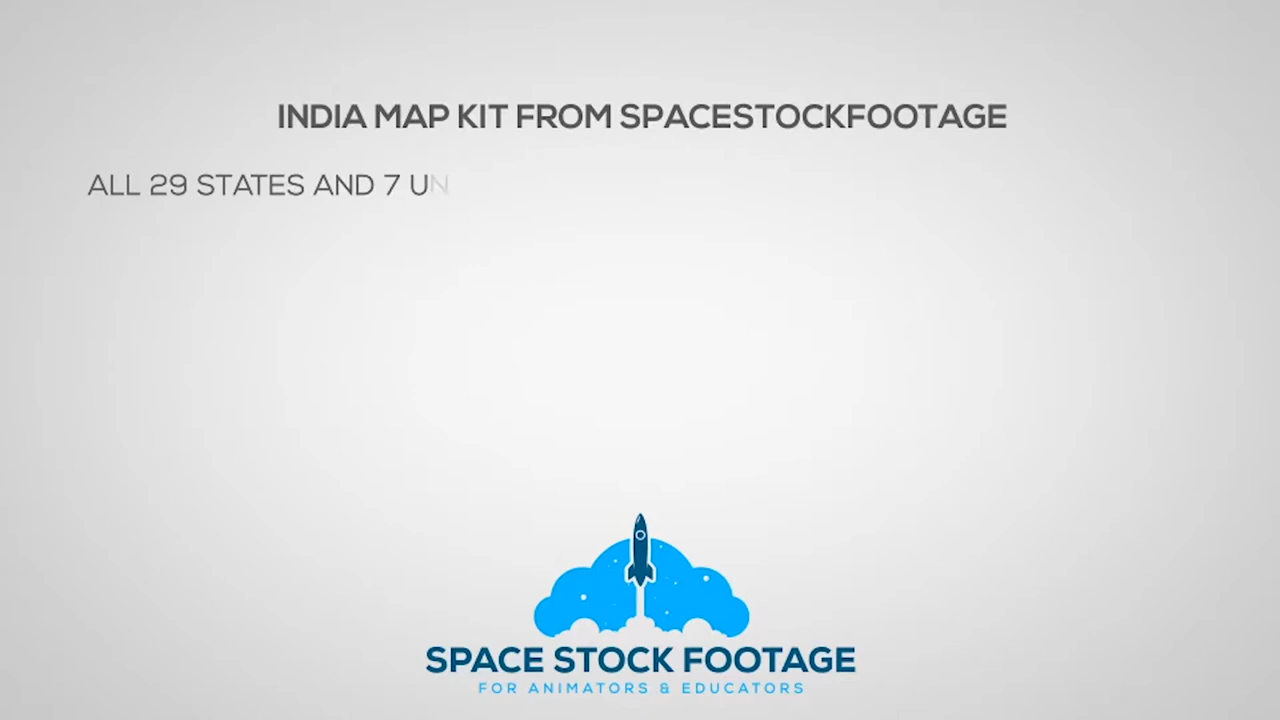 INDIA MAP KIT FROM SPACESTOCKFOOTAGE
ALL 29 STATES AND 7 UN
SPACE STOCK FOOTAGE
FOR ANIMATORS & EDUCATORS